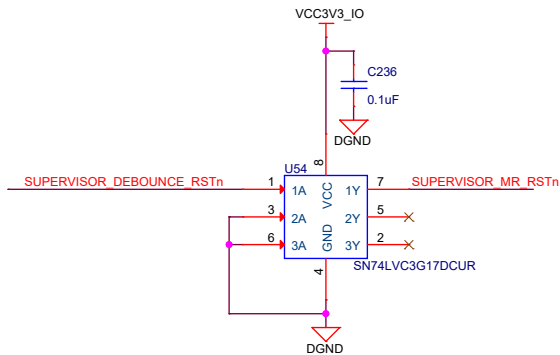 VCC3V3_IO
C236
0.1uF
DGND
U54
8
SUPERVISOR_DEBOUNCE_RSTn
1
1A
VCC
1Y
7
SUPERVISOR_MR_RSTn
3
2A
2Y
5
6
3A
GND
3Y
2
4
SN74LVC3G17DCUR
DGND